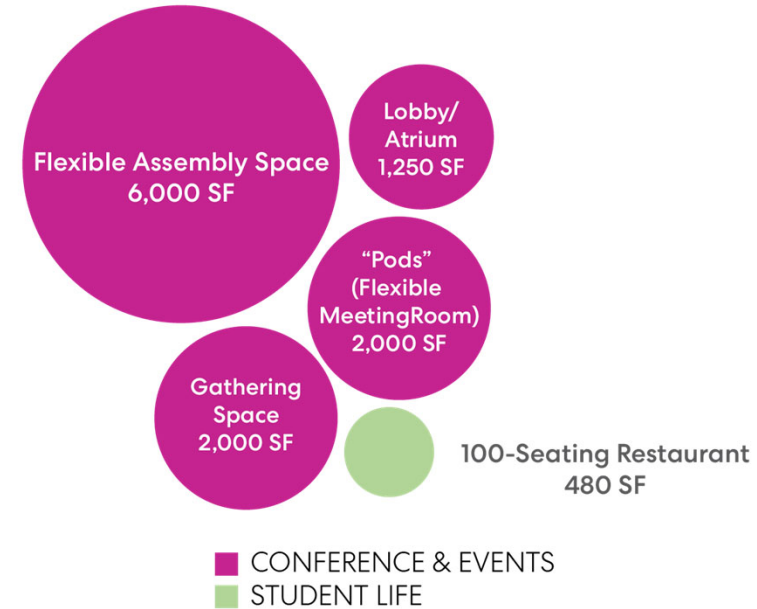 Flexible Assembly Space
6,000 SF
Lobby/
Atrium
1,250 SF
“Pods”
(Flexible
MeetingRoom)
2,000 SF
Gathering
Space
2,000 SF
100-Seating Restaurant
480 SF
CONFERENCE & EVENTS
STUDENT LIFE